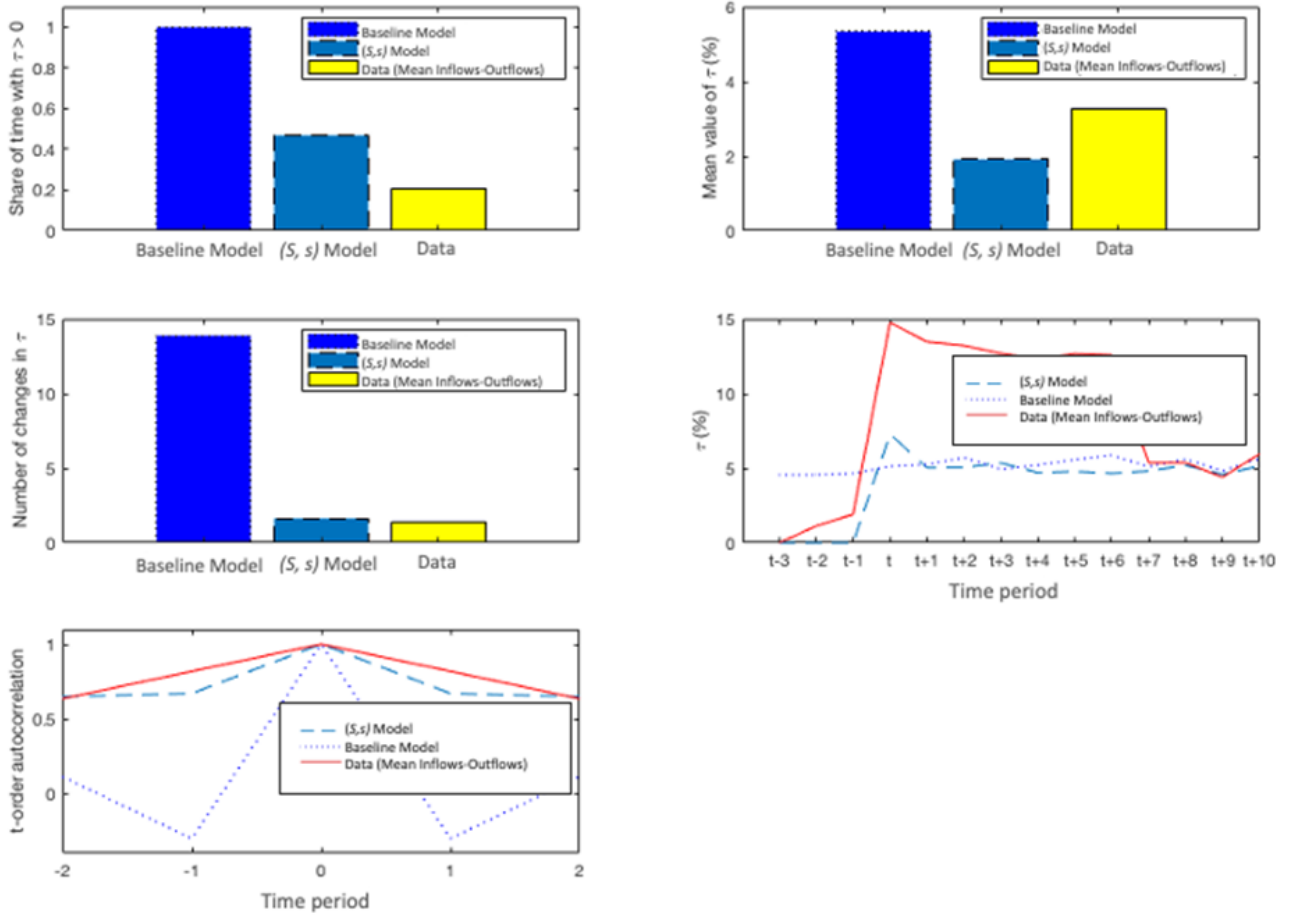 Share of time with τ > 0
1
0.8
0.6
0.4
0.2
0
Baseline Model
(S,s) Model
Data (Mean Inflows-Outflows)
Baseline Model (S, s) Model Data
Mean value of τ (%)
6
4
2
0
Baseline Model
(S,s) Model
Data (Mean Inflows-Outflows)
Baseline Model (S, s) Model Data
Number of changes in τ
15
10
5
0
Baseline Model
(S,s) Model
Data (Mean Inflows-Outflows)
Baseline Model (S, s) Model Data
τ (%)
15
10
5
0
(S,s) Model
Baseline Model
Data (Mean Inflows-Outflows)
t-3 t-2 t-1 t t+1 t+2 t+3 t+4 t+5 t+6 t+7 t+8 t+9 t+10
Time period
t-order autocorrelation
1
0.5
0
(S,s) Model
Baseline Model
Data (Mean Inflows-Outflows)
-2 -1 0 1 2
Time period